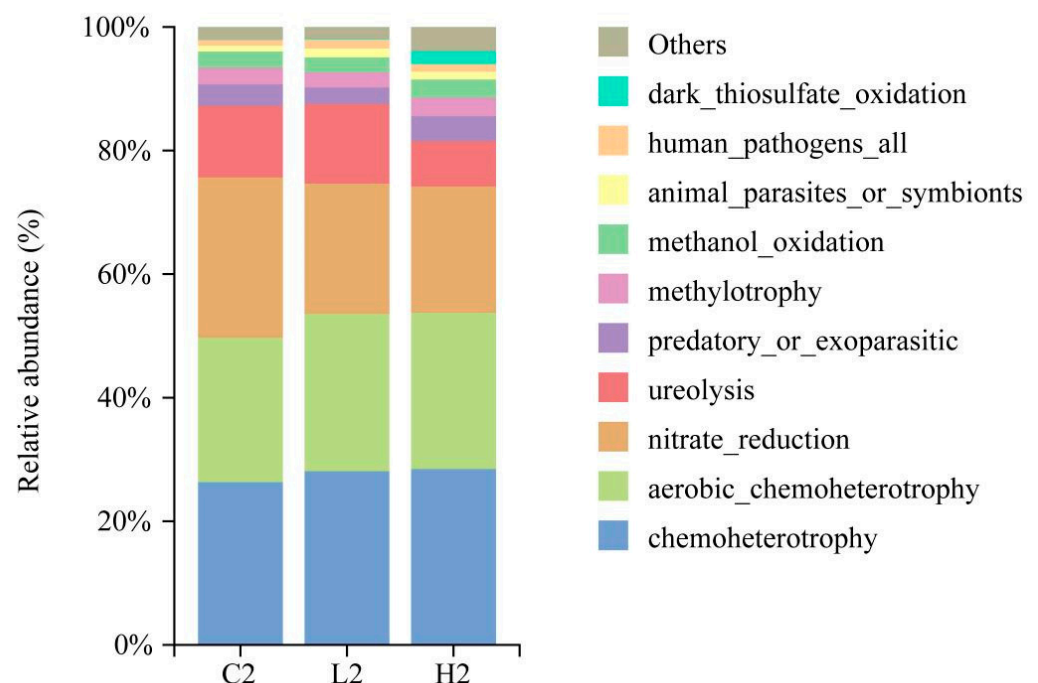 Relative abundance (%)
100%
80%
60%
40%
20%
0%
C2
L2
H2
Others
dark_thiosulfate_oxidation
human_pathogens_all
animal_parasites_or_symbionts
methanol_oxidation
methylotrophy
predatory_or_exoparasitic
ureolysis
nitrate_reduction
aerobic_chemoheterotrophy
chemoheterotrophy